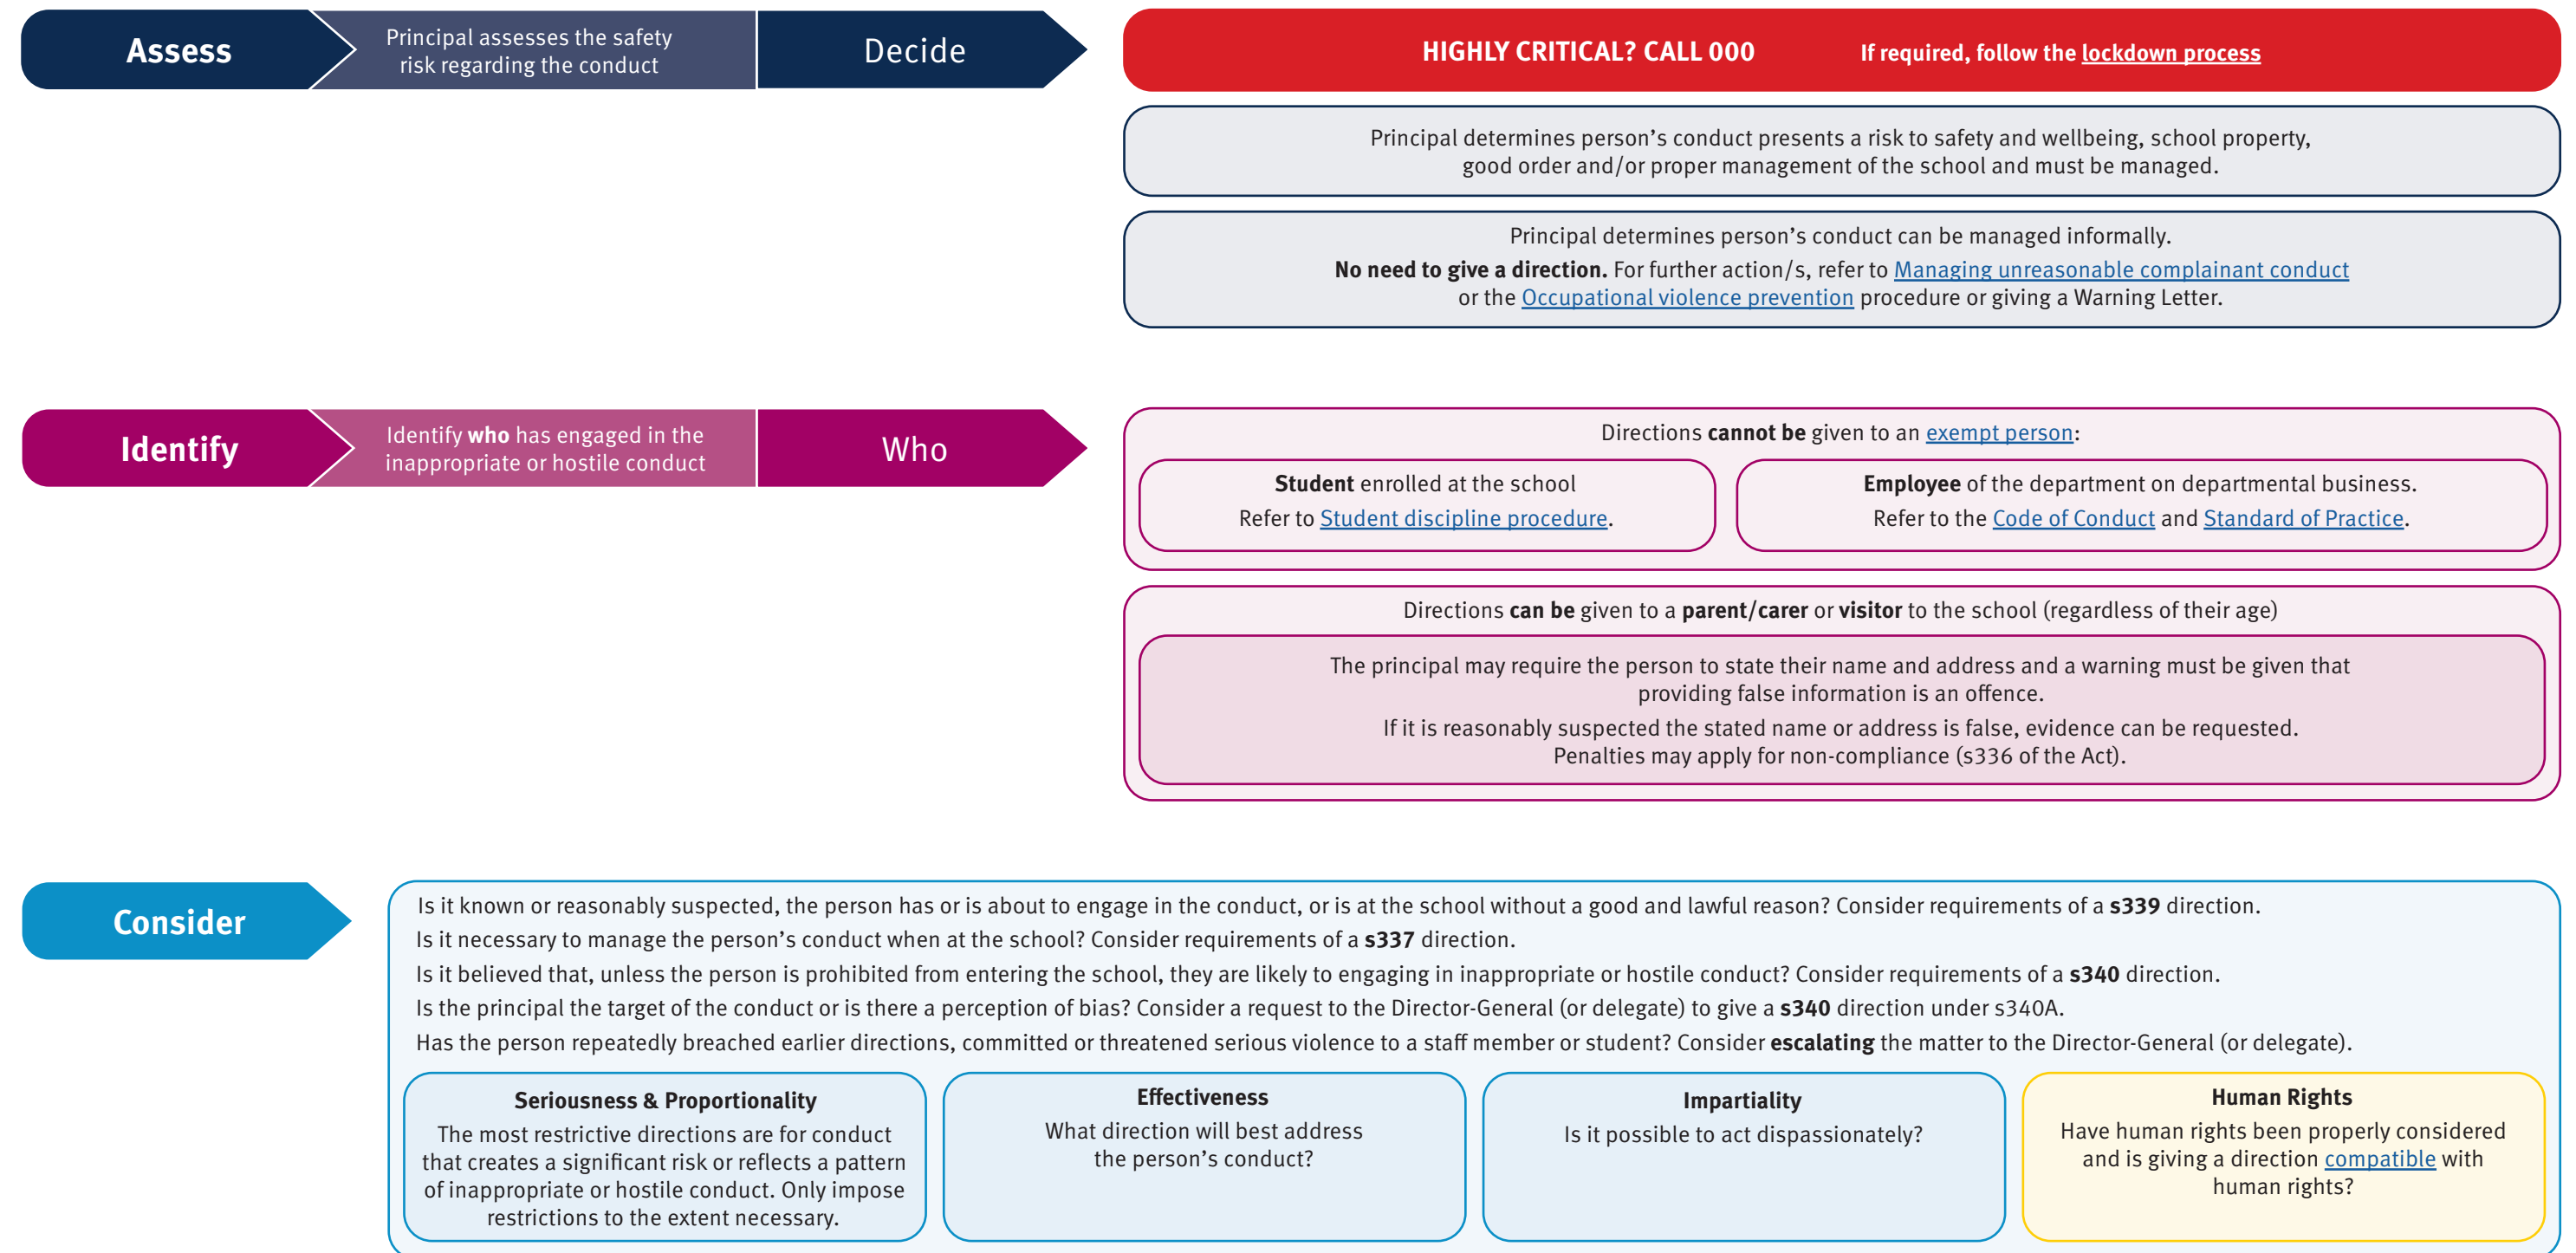 Assess
Principal assesses the safety
risk regarding the conduct
Decide
HIGHLY CRITICAL? CALL 000 If required, follow the lockdown process
Principal determines person's conduct presents a risk to safety and wellbeing, school property,
good order and/or proper management of the school and must be managed.
Principal determines person's conduct can be managed informally.
No need to give a direction. For further action/s, refer to Managing unreasonable complainant conduct
or the Occupational violence prevention procedure or giving a Warning Letter.
Identify
Identify who has engaged in the
inappropriate or hostile conduct
Who
Directions cannot be given to an exempt person:
Student enrolled at the school
Refer to Student discipline procedure.
Employee of the department on departmental business.
Refer to the Code of Conduct and Standard of Practice.
Directions can be given to a parent/carer or visitor to the school (regardless of their age)
The principal may require the person to state their name and address and a warning must be given that
providing false information is an offence.
If it is reasonably suspected the stated name or address is false, evidence can be requested.
Penalties may apply for non-compliance (s336 of the Act).
Consider
Is it known or reasonably suspected, the person has or is about to engage in the conduct, or is at the school without a good and lawful reason? Consider requirements of a s339 direction.
Is it necessary to manage the person's conduct when at the school? Consider requirements of a s337 direction.
Is it believed that, unless the person is prohibited from entering the school, they are likely to engaging in inappropriate or hostile conduct? Consider requirements of a s340 direction.
Is the principal the target of the conduct or is there a perception of bias? Consider a request to the Director-General (or delegate) to give a s340 direction under s340A.
Has the person repeatedly breached earlier directions, committed or threatened serious violence to a staff member or student? Consider escalating the matter to the Director-General (or delegate).
Seriousness & Proportionality
The most restrictive directions are for conduct
that creates a significant risk or reflects a pattern
of inappropriate or hostile conduct. Only impose
restrictions to the extent necessary.
Effectiveness
What direction will best address
the person's conduct?
Impartiality
Is it possible to act dispassionately?
Human Rights
Have human rights been properly considered
and is giving a direction compatible with
human rights?